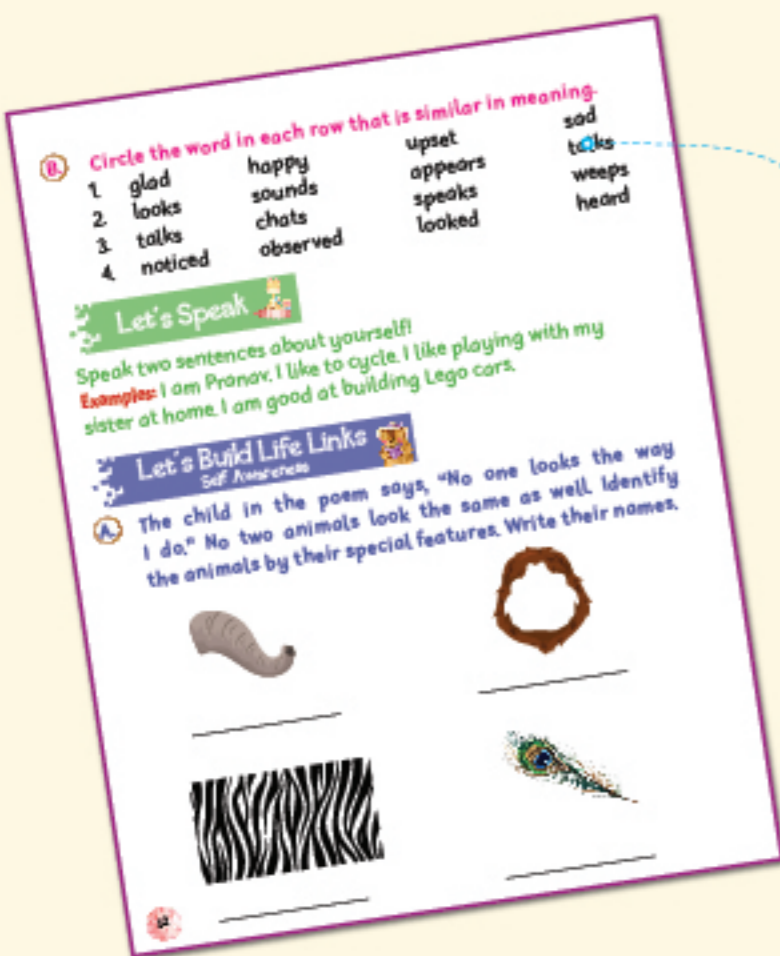 B. Circle the word in each row that is similar in meaning.
1. glad happy upset sad
2. looks sounds appears talks
3. talks chats speaks weeps
4. noticed observed looked heard
Let's Speak
Speak two sentences about yourself!
Examples: I am Pranav. I like to cycle. I like playing with my
sister at home. I am good at building Lego cars.
Let's Build Life Links
Self Awareness
A. The child in the poem says, "No one looks the way
I do." No two animals look the same as well. Identify
the animals by their special features. Write their names.